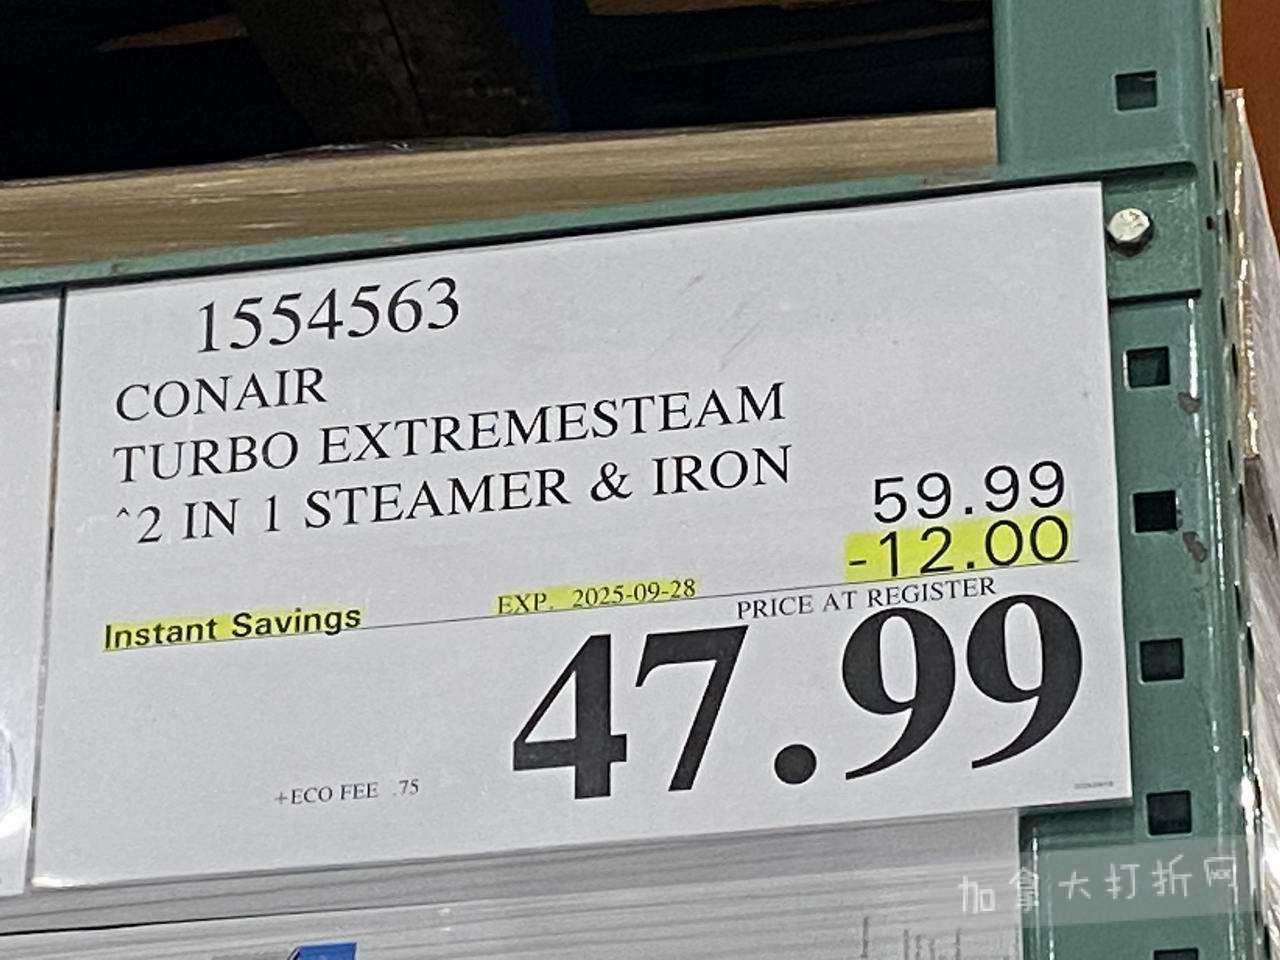 1554563
CONAIR
TURBO EXTREMESTEAM
^2 IN 1 STEAMER & IRON
59.99
-12.00
Instant Savings EXP. 2025-09-28
PRICE AT REGISTER
47.99
+ECO FEE .75
加拿大打折网